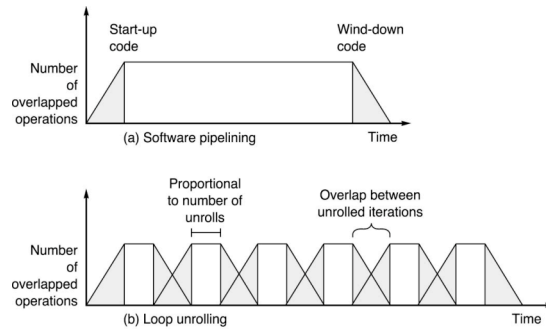 Start-up
code
Wind-down
code
Number
of
overlapped
operations
(a) Software pipelining
Time
Proportional
to number of
unrolls
Overlap between
unrolled iterations
Number
of
overlapped
operations
(b) Loop unrolling
Time